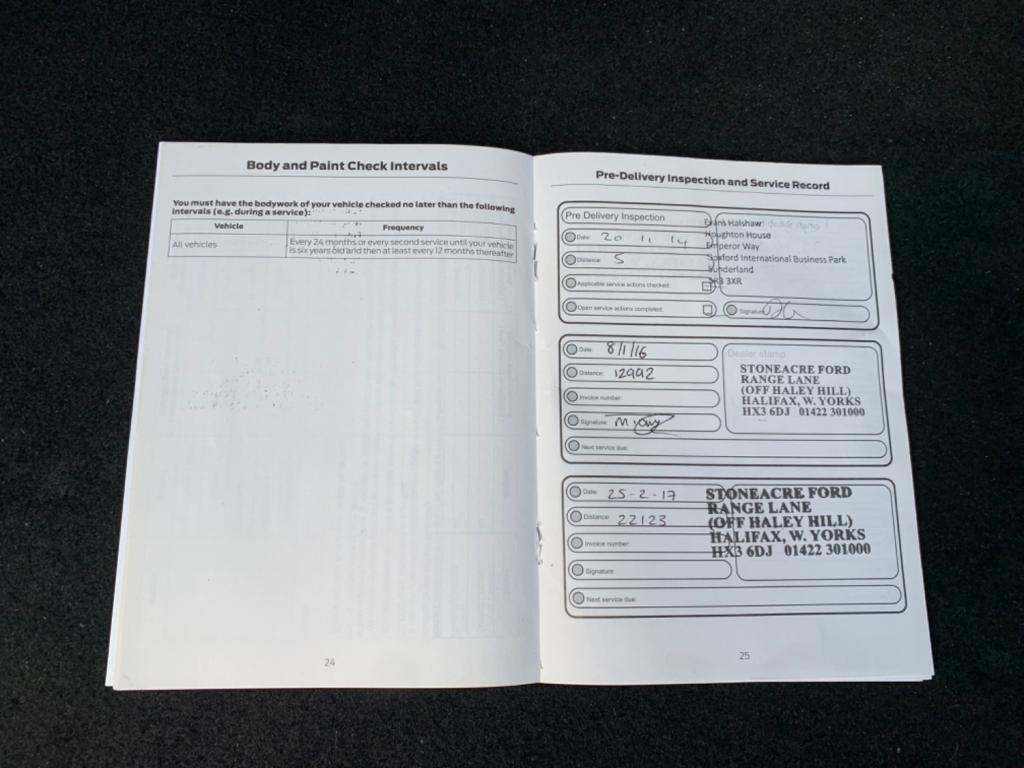 Body and Paint Check Intervals
You must have the bodywork of your vehicle checked no later than the following
intervals (e.g. during a service):
Vehicle Frequency
All vehicles Every 24 months or every second service until your vehicle
is six years old and then at least every 12 months thereafter
24
Pre-Delivery Inspection and Service Record
Pre Delivery Inspection
Date: 20 11 14
Distance: 5
Applicable service actions checked:
Open service actions completed:
Evans Halshaw
Houghton House
Emperor Way
Doxford International Business Park
Sunderland
SR3 3XR
Signature:
Date: 8/1/16
Distance: 12992
Invoice number:
Signature:
Next service due:
Dealer stamp
STONEACRE FORD
RANGE LANE
(OFF HALEY HILL)
HALIFAX, W. YORKS
HX3 6DJ 01422 301000
Date: 25-2-17
Distance: 22123
Invoice number:
Signature:
Next service due:
STONEACRE FORD
RANGE LANE
(OFF HALEY HILL)
HALIFAX, W. YORKS
HX3 6DJ 01422 301000
25